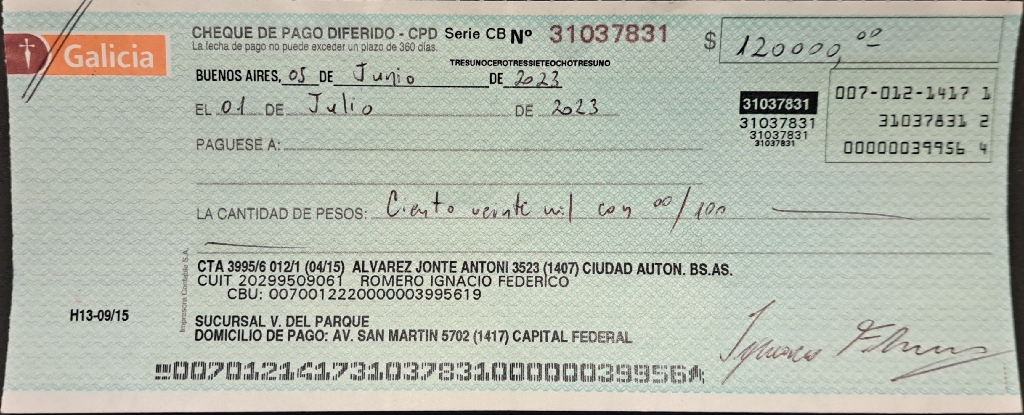 Galicia
CHEQUE DE PAGO DIFERIDO - CPD Serie CB Nº 31037831
La fecha de pago no puede exceder un plazo de 360 días.
$ 120000,00
TRESUNOCEROTRESSIETEOCHOTRESUNO
BUENOS AIRES, 05 DE Junio DE 2023
EL 01 DE Julio DE 2023
31037831
31037831
31037831
31037831
007-012-1417 1
31037831 2
00000039956 4
PAGUESE A:
LA CANTIDAD DE PESOS: Ciento veinte mil con 00/100
CTA 3995/6 012/1 (04/15) ALVAREZ JONTE ANTONI 3523 (1407) CIUDAD AUTON. BS.AS.
CUIT 20299509061 ROMERO IGNACIO FEDERICO
CBU: 0070012220000003995619
Impresora Contable S.A.
H13-09/15
SUCURSAL V. DEL PARQUE
DOMICILIO DE PAGO: AV. SAN MARTIN 5702 (1417) CAPITAL FEDERAL
Ignacio
00701214173103783100000039956